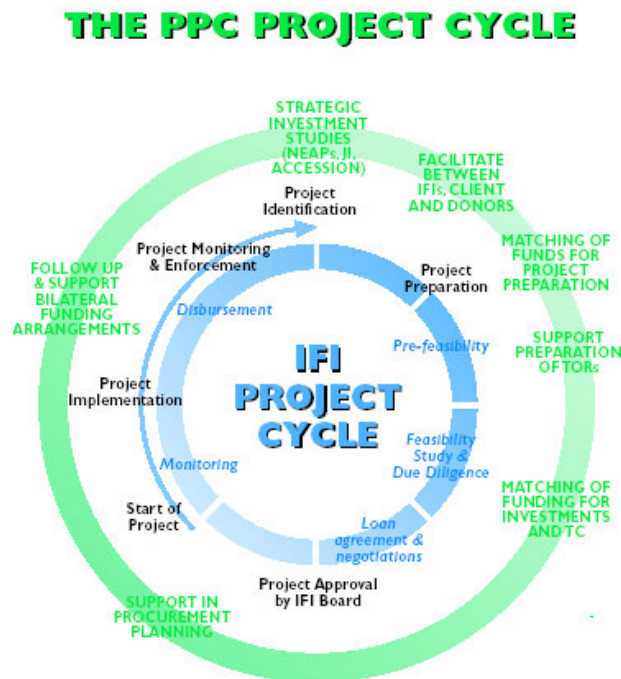 THE PPC PROJECT CYCLE
STRATEGIC
INVESTMENT
STUDIES
(NEAPs, JI,
ACCESSION)
FACILITATE
BETWEEN
IFIs, CLIENT
AND DONORS
Project
Identification
Project Monitoring
& Enforcement
MATCHING OF
FUNDS FOR
PROJECT
PREPARATION
FOLLOW UP
& SUPPORT
BILATERAL
FUNDING
ARRANGEMENTS
Project
Preparation
Disbursement
Pre-feasibility
SUPPORT
PREPARATION
OF TORs
IFI
PROJECT
CYCLE
Project
Implementation
Feasibility
Study &
Due Diligence
Monitoring
MATCHING OF
FUNDING FOR
INVESTMENTS
AND TC
Start of
Project
Loan
agreement &
negotiations
Project Approval
by IFI Board
SUPPORT IN
PROCUREMENT
PLANNING